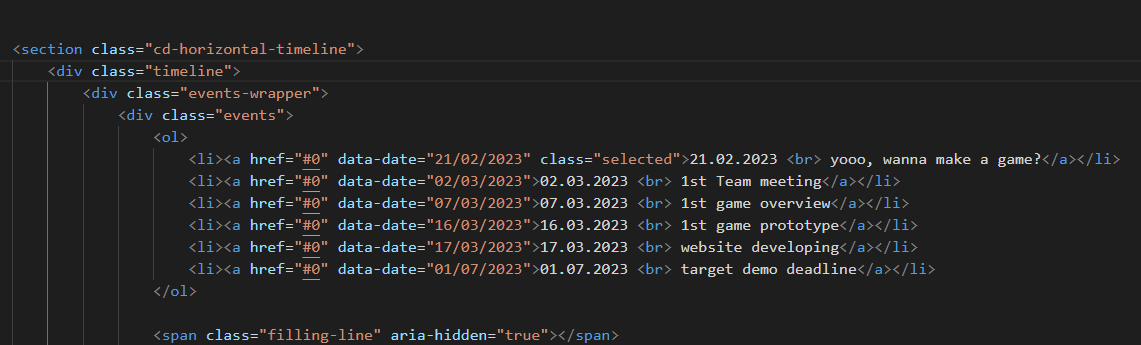 <section class="cd-horizontal-timeline">
<div class="timeline">
<div class="events-wrapper">
<div class="events">
<ol>
<li><a href="#0" data-date="21/02/2023" class="selected">21.02.2023 <br> yooo, wanna make a game?</a></li>
<li><a href="#0" data-date="02/03/2023">02.03.2023 <br> 1st Team meeting</a></li>
<li><a href="#0" data-date="07/03/2023">07.03.2023 <br> 1st game overview</a></li>
<li><a href="#0" data-date="16/03/2023">16.03.2023 <br> 1st game prototype</a></li>
<li><a href="#0" data-date="17/03/2023">17.03.2023 <br> website developing</a></li>
<li><a href="#0" data-date="01/07/2023">01.07.2023 <br> target demo deadline</a></li>
</ol>
<span class="filling-line" aria-hidden="true"></span>